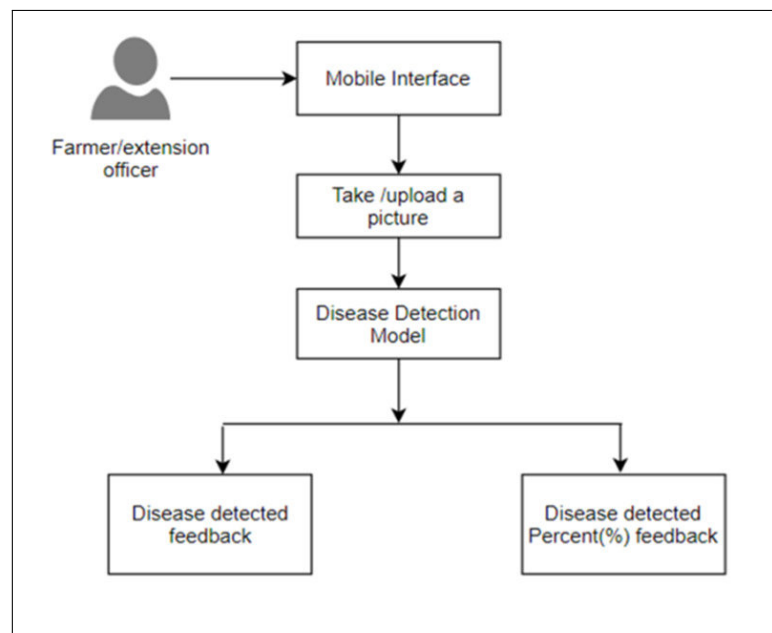 Mobile Interface
Farmer/extension
officer
Take /upload a
picture
Disease Detection
Model
Disease detected
feedback
Disease detected
Percent(%) feedback